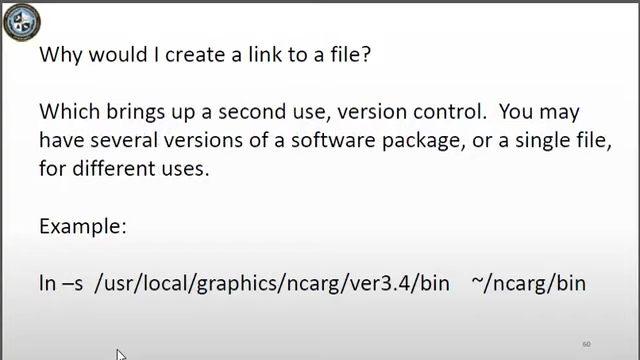 Why would I create a link to a file?
Which brings up a second use, version control.  You may
have several versions of a software package, or a single file,
for different uses.
Example:
ln –s  /usr/local/graphics/ncarg/ver3.4/bin    ~/ncarg/bin
60